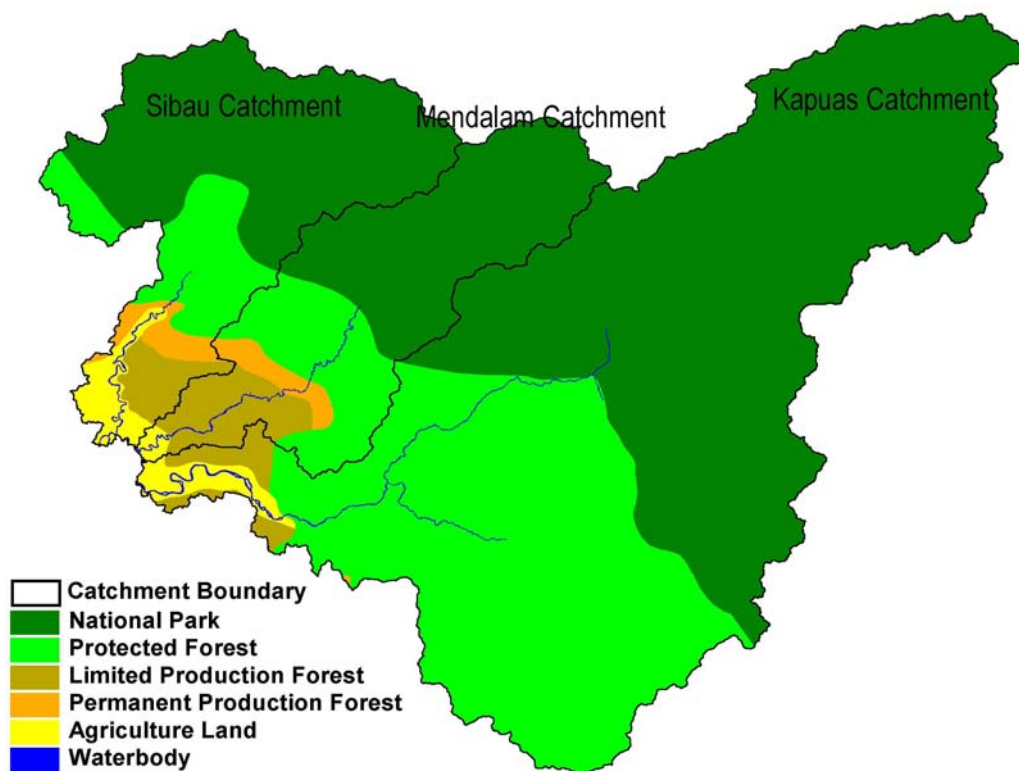 Sibau Catchment
Mendalam Catchment
Kapuas Catchment
Catchment Boundary
National Park
Protected Forest
Limited Production Forest
Permanent Production Forest
Agriculture Land
Waterbody